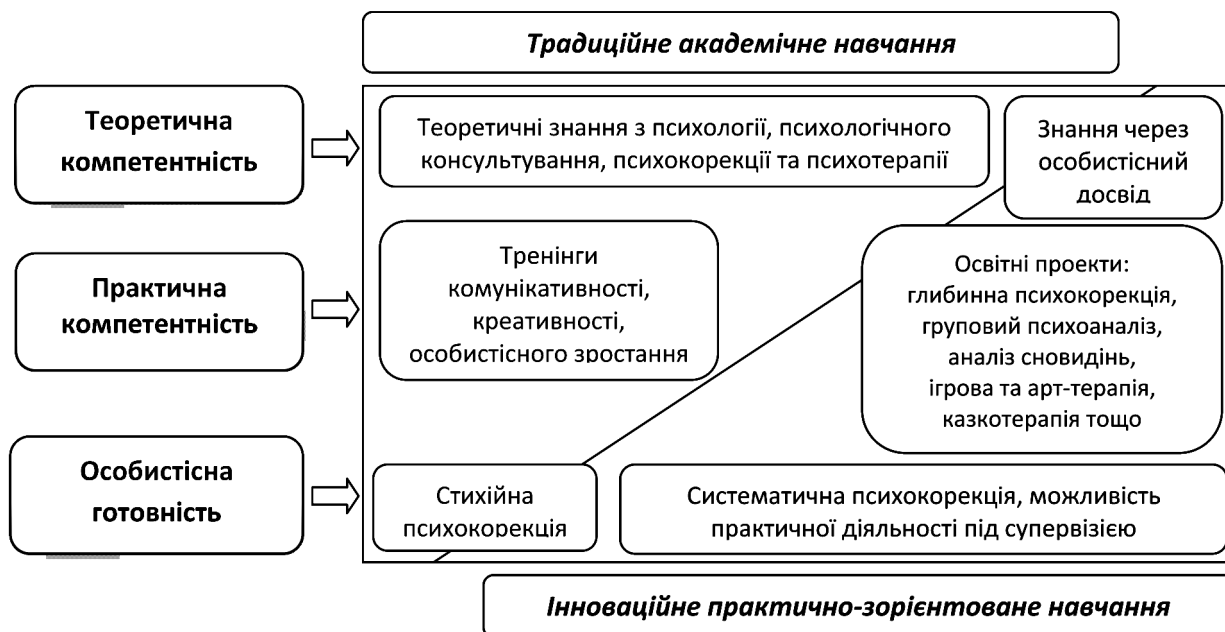 Традиційне академічне навчання
Теоретична
компетентність
Теоретичні знання з психології, психологічного
консультування, психокорекції та психотерапії
Знання через
особистісний
досвід
Практична
компетентність
Тренінги
комунікативності,
креативності,
особистісного зростання
Освітні проекти:
глибинна психокорекція,
груповий психоаналіз,
аналіз сновидінь,
ігрова та арт-терапія,
казкотерапія тощо
Особистісна
готовність
Стихійна
психокорекція
Систематична психокорекція, можливість
практичної діяльності під супервізією
Інноваційне практично-зорієнтоване навчання